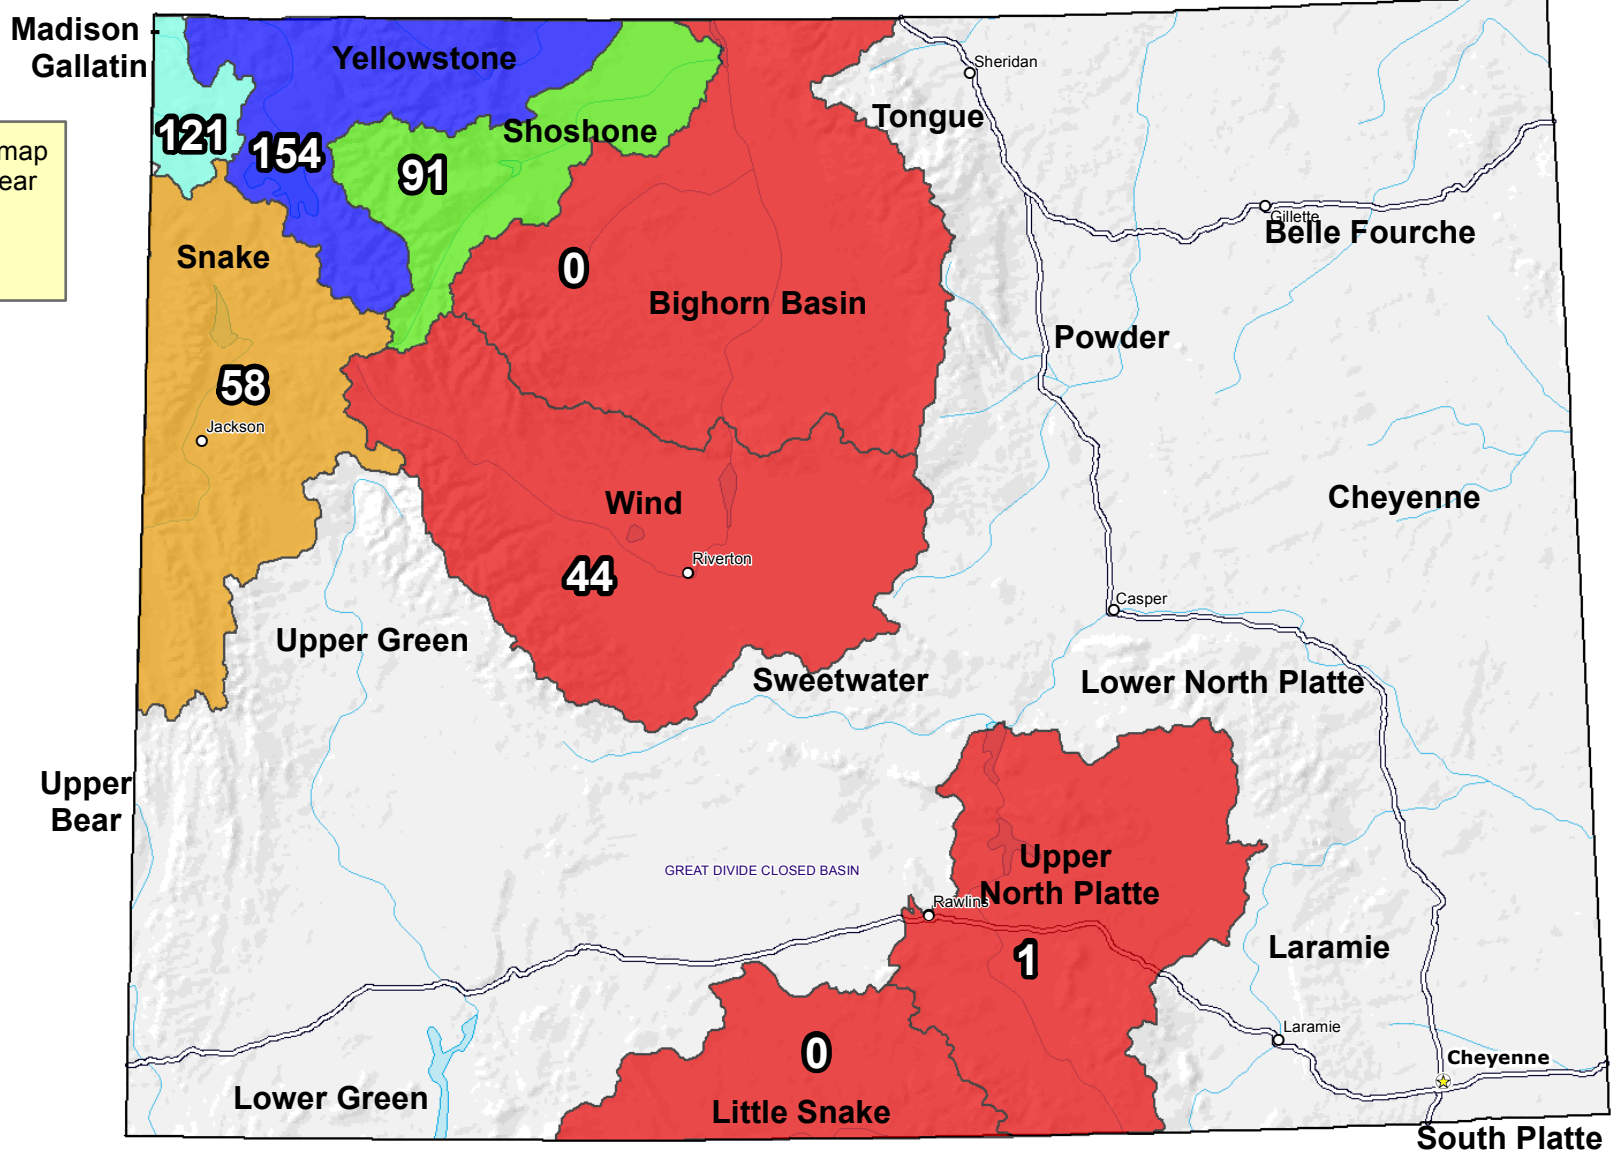 Madison
Gallatin
Yellowstone
Sheridan
Tongue
Shoshone
121
154
91
map
ear
Gillette
Belle Fourche
Snake
0
Bighorn Basin
Powder
58
Jackson
Wind
Cheyenne
Riverton
44
Casper
Upper Green
Sweetwater
Lower North Platte
Upper
Bear
GREAT DIVIDE CLOSED BASIN
Upper
North Platte
Rawlins
1
Laramie
Laramie
0
Cheyenne
Lower Green
Little Snake
South Platte